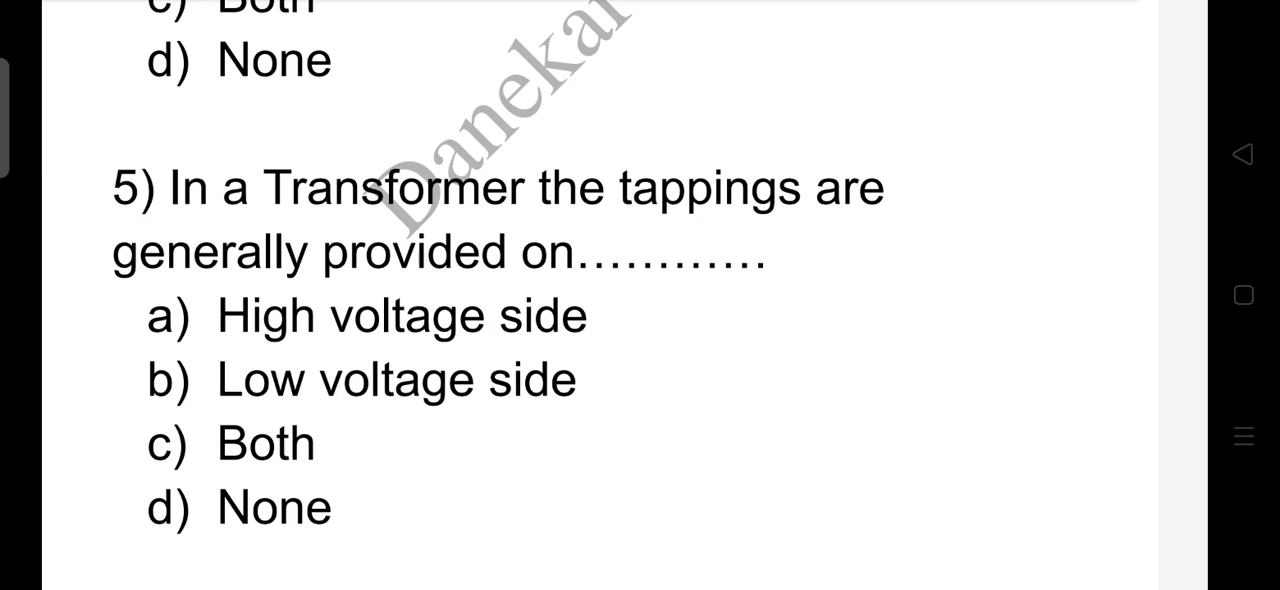 c) Both
d) None
Danekar
5) In a Transformer the tappings are
generally provided on............
a) High voltage side
b) Low voltage side
c) Both
d) None